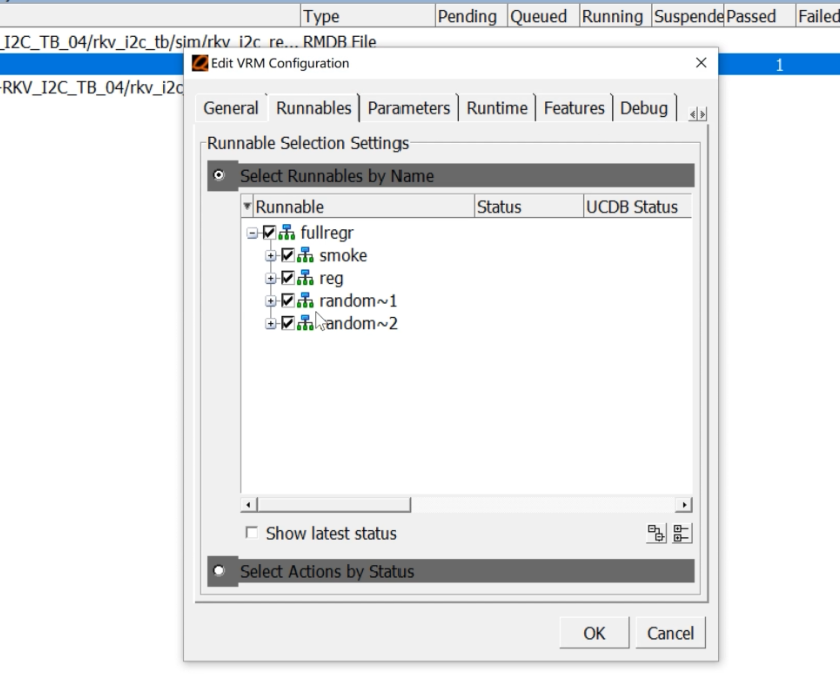 Type Pending Queued Running Suspende Passed Failed
_I2C_TB_04/rkv_i2c_tb/sim/rkv_i2c_re... RMDB File
1
-RKV_I2C_TB_04/rkv_i2c
Edit VRM Configuration
General Runnables Parameters Runtime Features Debug
Runnable Selection Settings
Select Runnables by Name
Runnable Status UCDB Status
fullregr
smoke
reg
random~1
random~2
Show latest status
Select Actions by Status
OK Cancel